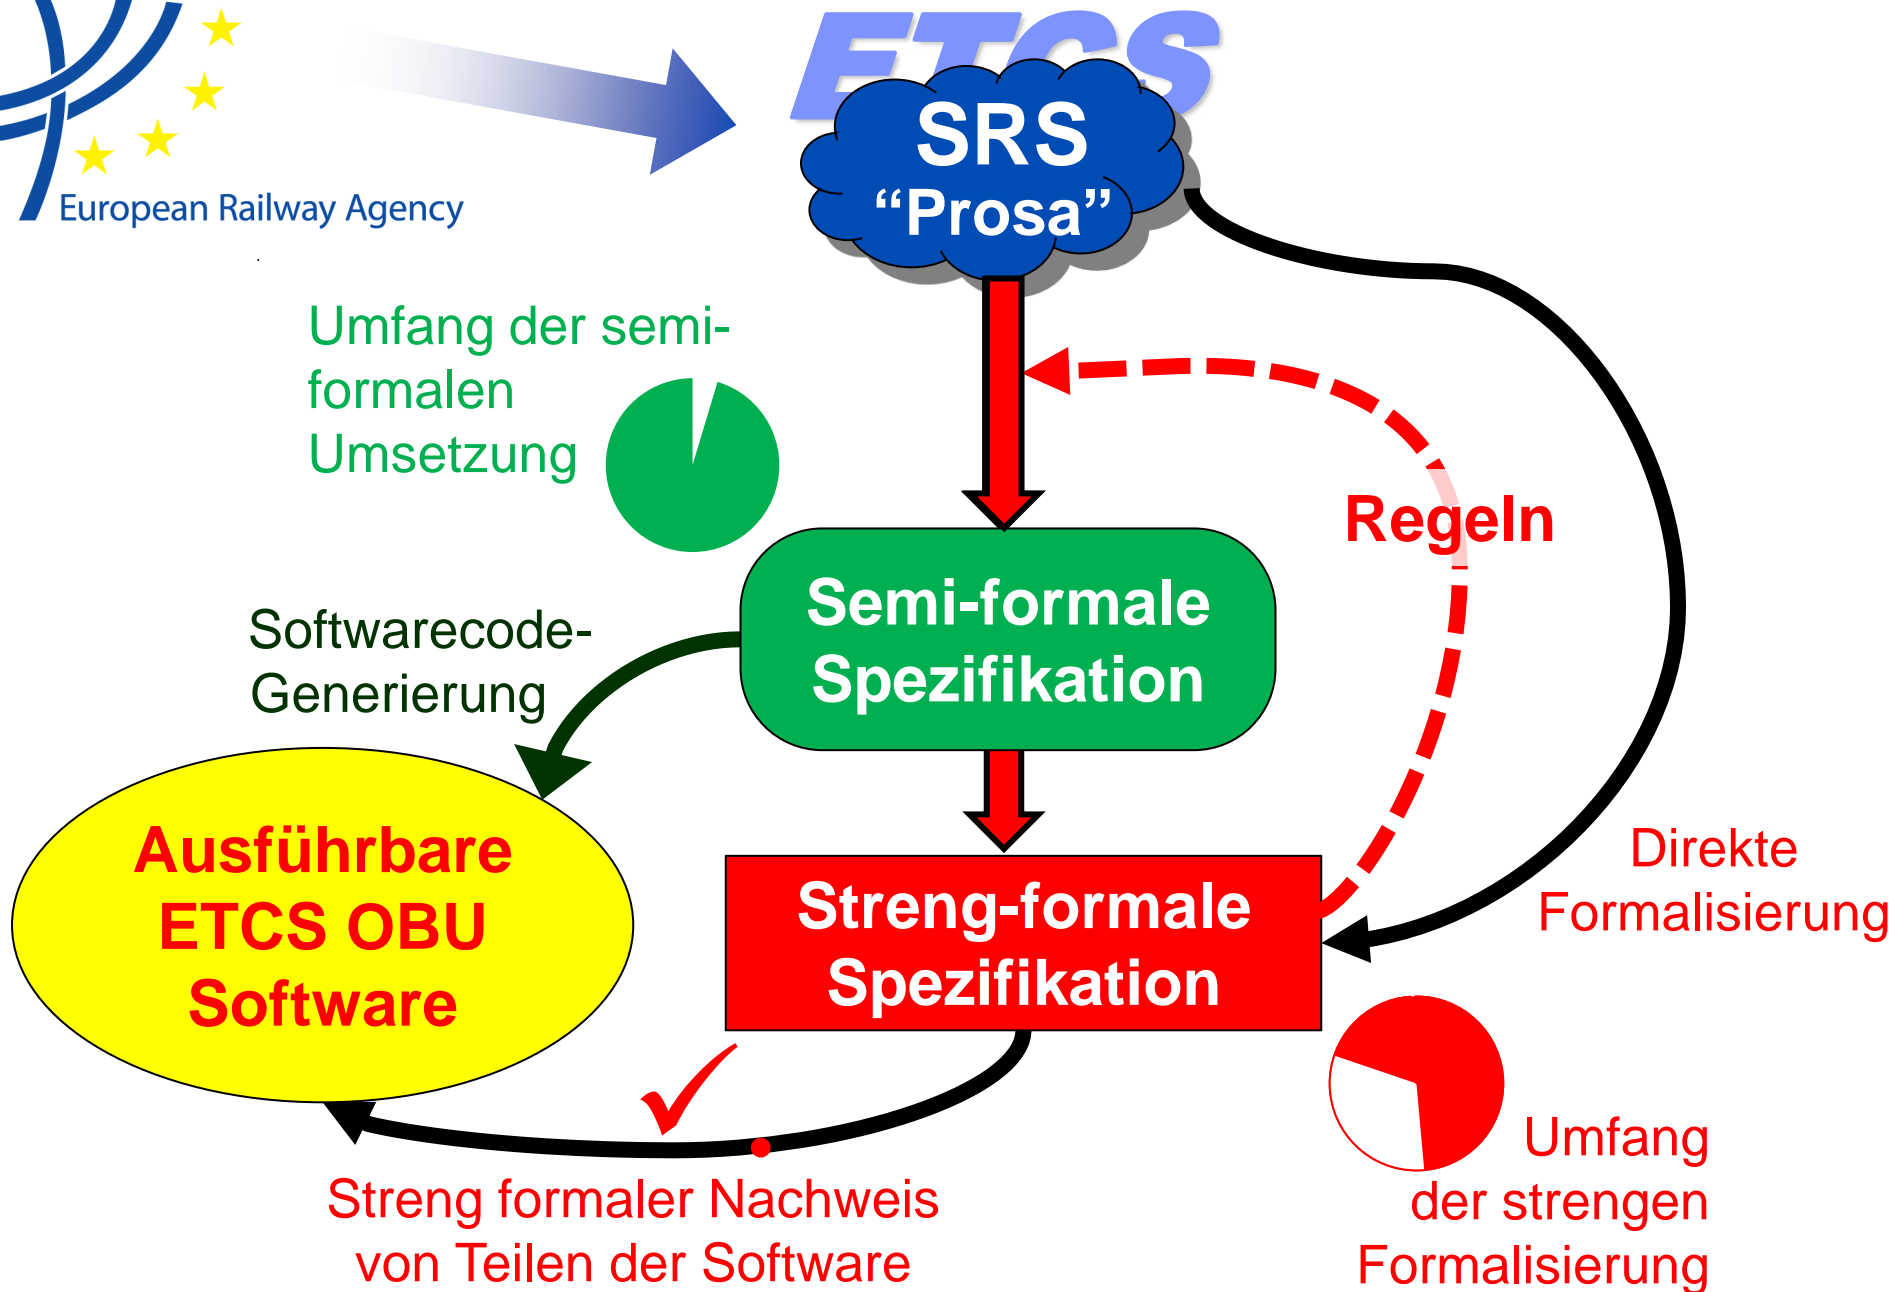 ETCS
SRS
“Prosa”
European Railway Agency
Umfang der semi-
formalen
Umsetzung
Regeln
Semi-formale
Spezifikation
Softwarecode-
Generierung
Ausführbare
ETCS OBU
Software
Direkte
Formalisierung
Streng-formale
Spezifikation
Umfang
der strengen
Formalisierung
Streng formaler Nachweis
von Teilen der Software